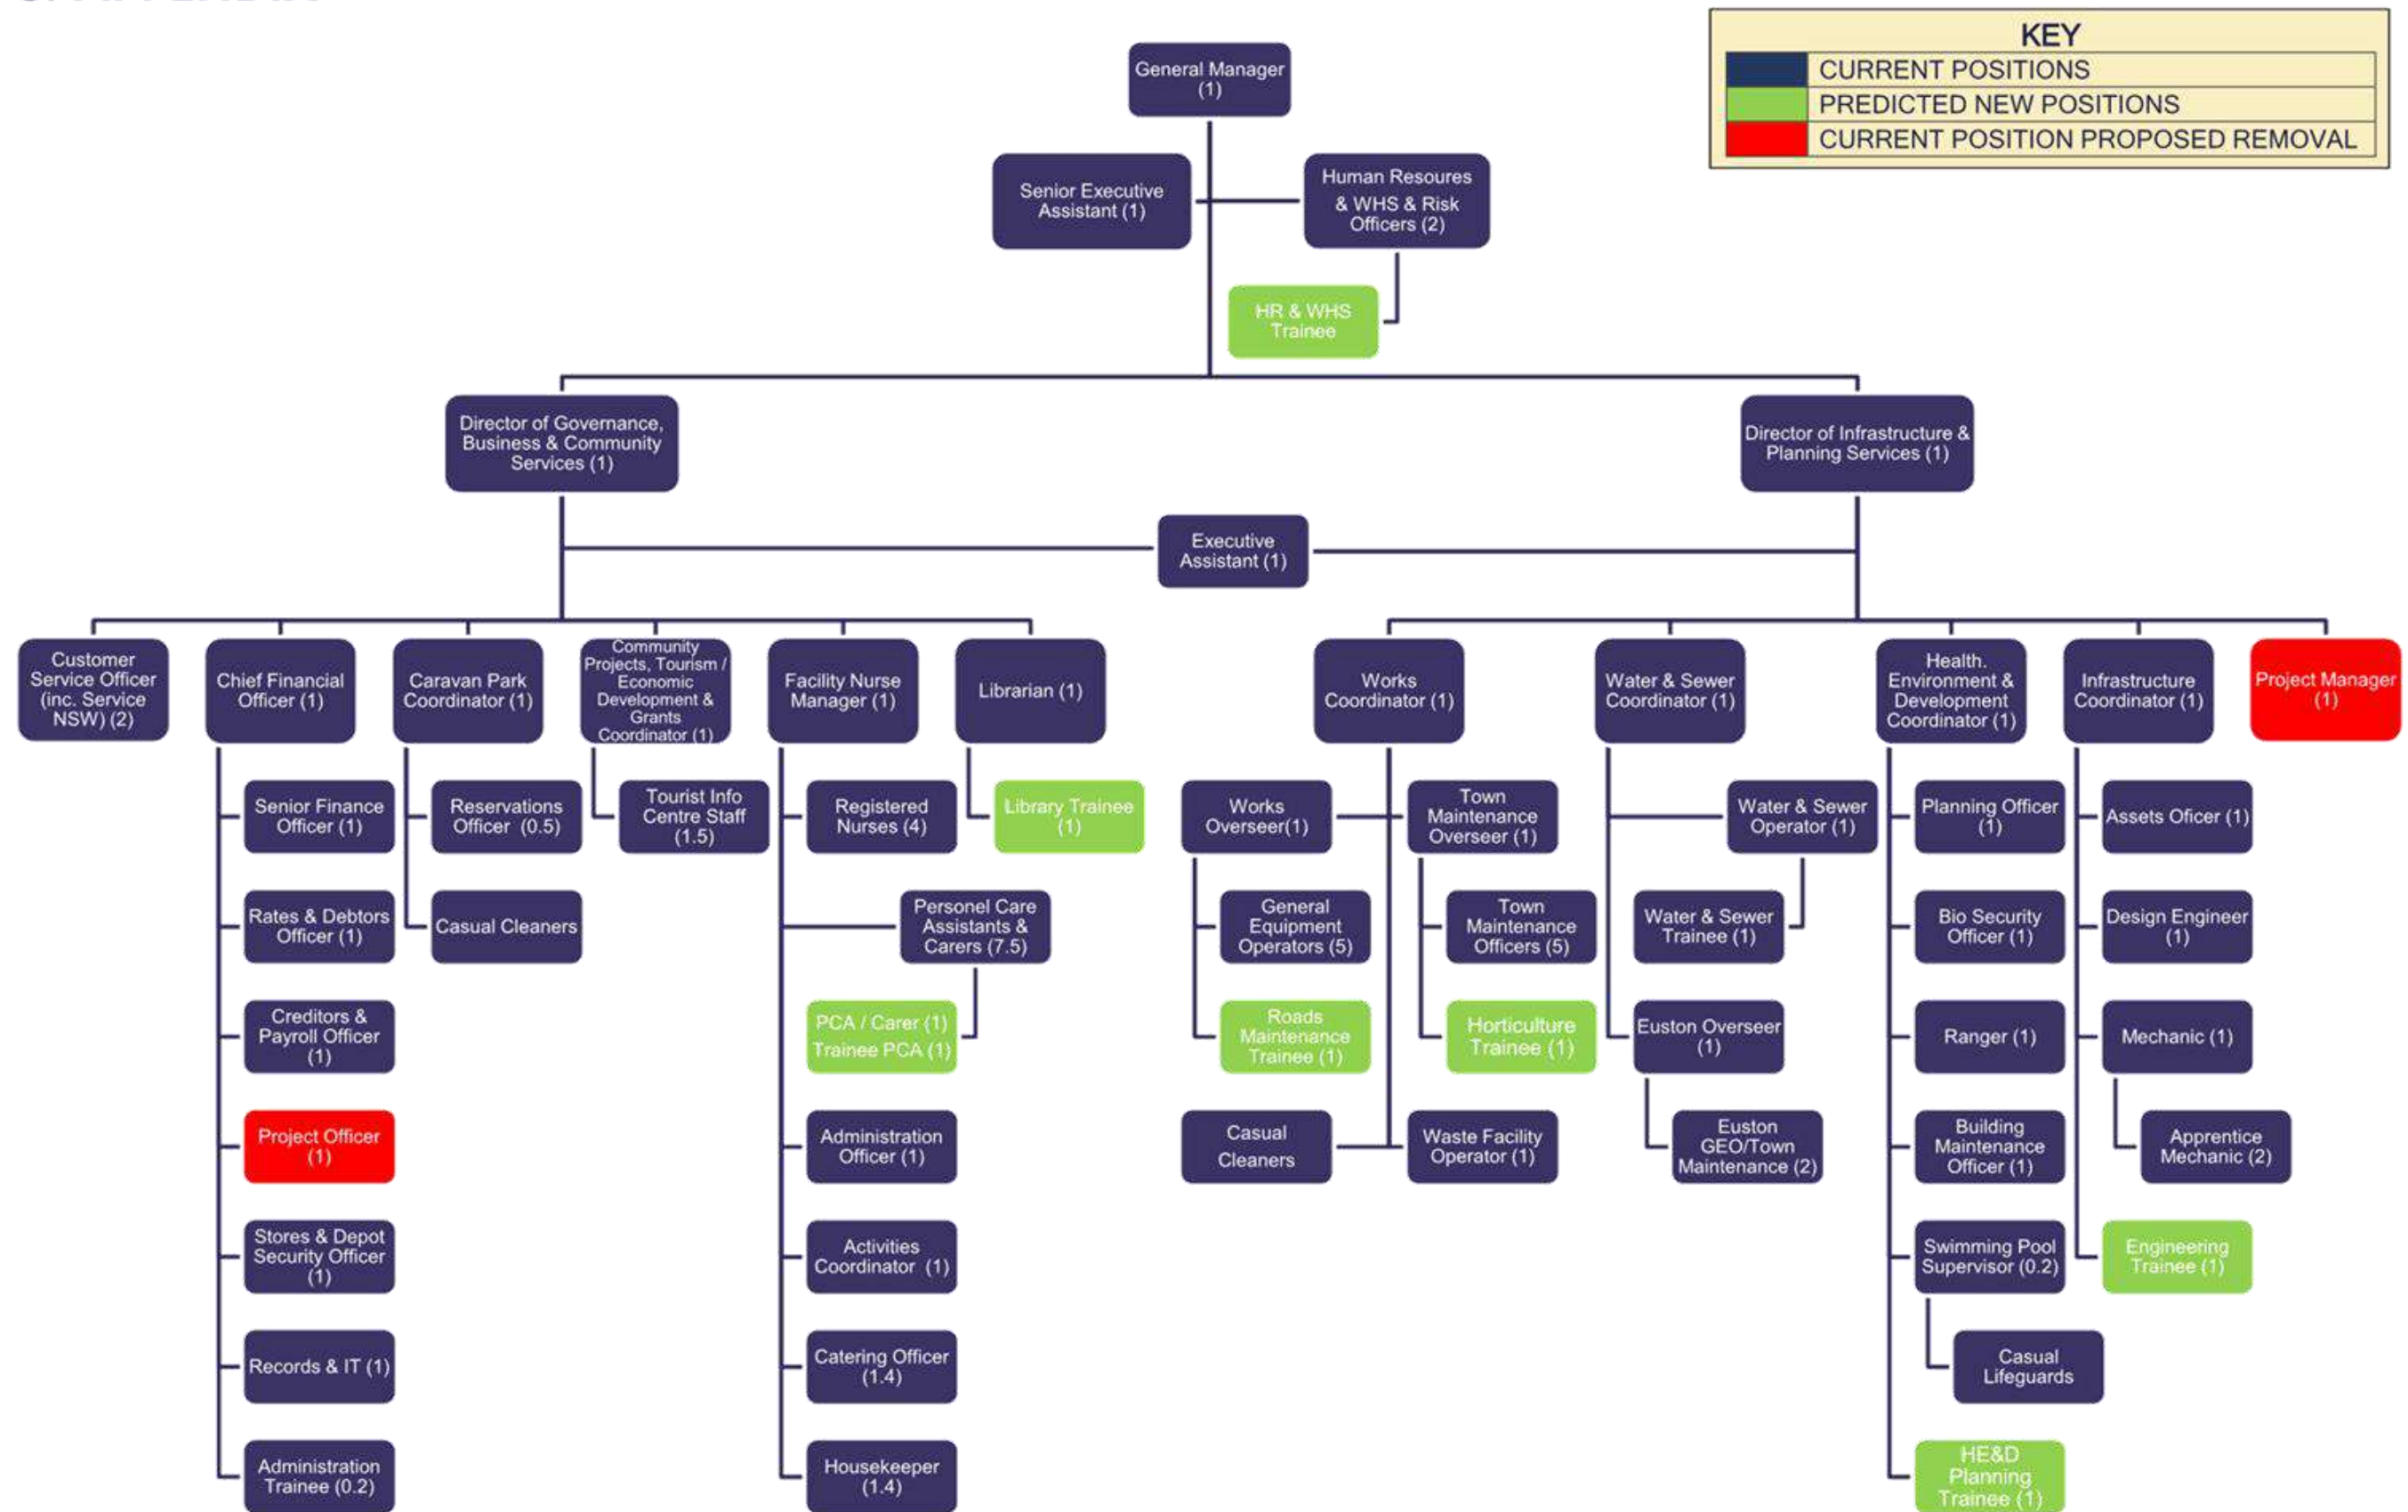 KEY
CURRENT POSITIONS
PREDICTED NEW POSITIONS
CURRENT POSITION PROPOSED REMOVAL
General Manager
(1)
Senior Executive
Assistant (1)
Human Resoures
& WHS & Risk
Officers (2)
HR & WHS
Trainee
Director of Governance,
Business & Community
Services (1)
Director of Infrastructure &
Planning Services (1)
Executive
Assistant (1)
Customer
Service Officer
(inc. Service
NSW) (2)
Chief Financial
Officer (1)
Caravan Park
Coordinator (1)
Community
Projects, Tourism /
Economic
Development &
Grants
Coordinator (1)
Facility Nurse
Manager (1)
Librarian (1)
Works
Coordinator (1)
Water & Sewer
Coordinator (1)
Health.
Environment &
Development
Coordinator (1)
Infrastructure
Coordinator (1)
Project Manager
(1)
Senior Finance
Officer (1)
Reservations
Officer (0.5)
Tourist Info
Centre Staff
(1.5)
Registered
Nurses (4)
Library Trainee
(1)
Works
Overseer(1)
Town
Maintenance
Overseer (1)
Water & Sewer
Operator (1)
Planning Officer
(1)
Assets Oficer (1)
Rates & Debtors
Officer (1)
Casual Cleaners
Personel Care
Assistants &
Carers (7.5)
General
Equipment
Operators (5)
Town
Maintenance
Officers (5)
Water & Sewer
Trainee (1)
Bio Security
Officer (1)
Design Engineer
(1)
Creditors &
Payroll Officer
(1)
PCA / Carer (1)
Trainee PCA (1)
Roads
Maintenance
Trainee (1)
Horticulture
Trainee (1)
Euston Overseer
(1)
Ranger (1)
Mechanic (1)
Project Officer
(1)
Administration
Officer (1)
Casual
Cleaners
Waste Facility
Operator (1)
Euston
GEO/Town
Maintenance (2)
Building
Maintenance
Officer (1)
Apprentice
Mechanic (2)
Stores & Depot
Security Officer
(1)
Activities
Coordinator (1)
Swimming Pool
Supervisor (0.2)
Engineering
Trainee (1)
Records & IT (1)
Catering Officer
(1.4)
Casual
Lifeguards
Administration
Trainee (0.2)
Housekeeper
(1.4)
HE&D
Planning
Trainee (1)